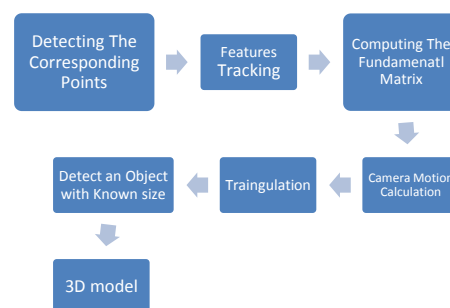 Detecting The
Corresponding
Points
Features
Tracking
Computing The
Fundamenatl
Matrix
Camera Motion
Calculation
Traingulation
Detect an Object
with Known size
3D model